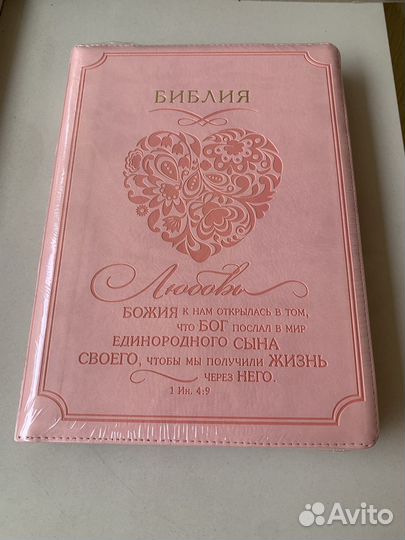 БИБЛИЯ
Любовь
БОЖИЯ К НАМ ОТКРЫЛАСЬ В ТОМ,
ЧТО БОГ ПОСЛАЛ В МИР
ЕДИНОРОДНОГО СЫНА
СВОЕГО, ЧТОБЫ МЫ ПОЛУЧИЛИ ЖИЗНЬ
ЧЕРЕЗ НЕГО.
1 Ин. 4:9
Avito